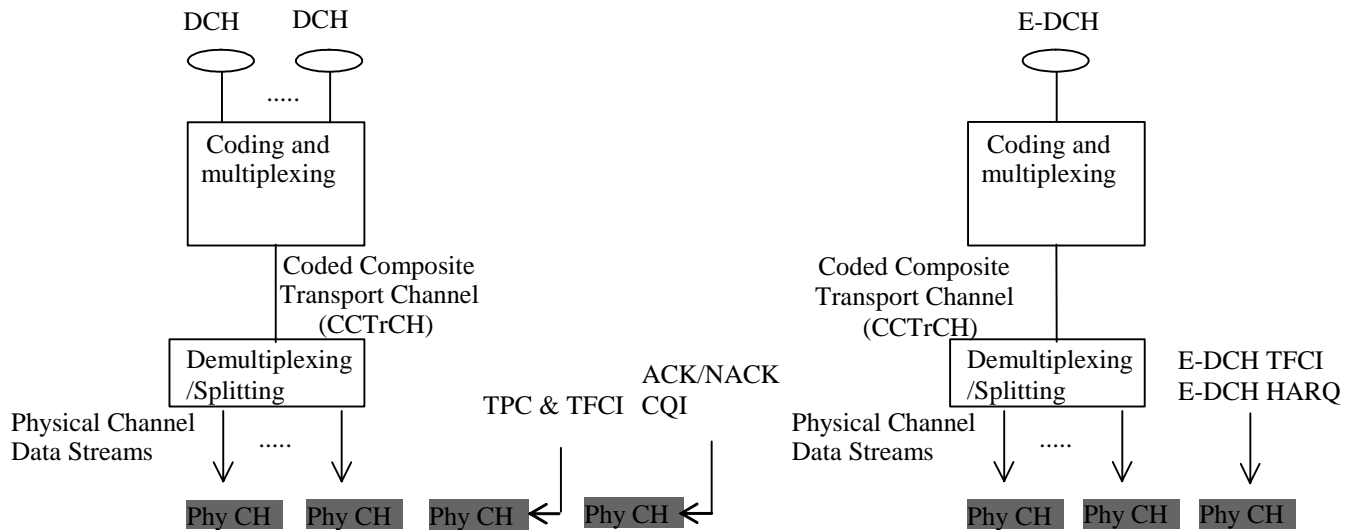 DCH
DCH
E-DCH
.....
Coding and
multiplexing
Coding and
multiplexing
Coded Composite
Transport Channel
(CCTrCH)
Coded Composite
Transport Channel
(CCTrCH)
Demultiplexing
/Splitting
TPC & TFCI
ACK/NACK
CQI
Demultiplexing
/Splitting
E-DCH TFCI
E-DCH HARQ
Physical Channel
Data Streams
.....
Physical Channel
Data Streams
.....
Phy CH
Phy CH
Phy CH
Phy CH
Phy CH
Phy CH
Phy CH